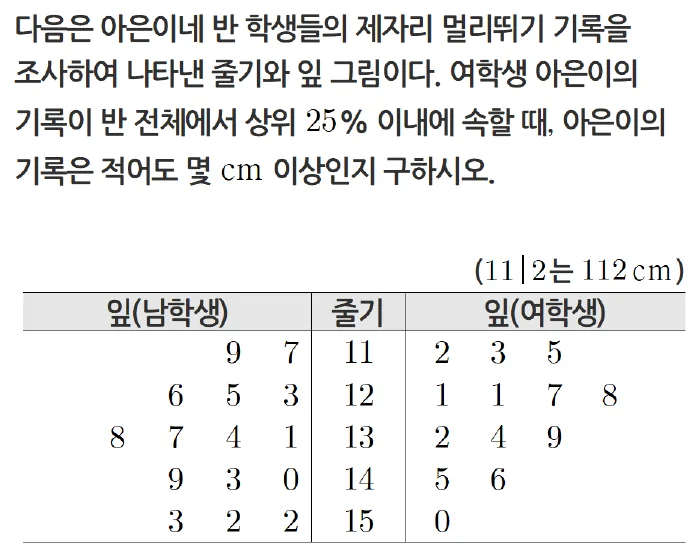 다음은 아은이네 반 학생들의 제자리 멀리뛰기 기록을
조사하여 나타낸 줄기와 잎 그림이다. 여학생 아은이의
기록이 반 전체에서 상위 25% 이내에 속할 때, 아은이의
기록은 적어도 몇 cm 이상인지 구하시오.
(11|2는 112cm)
잎(남학생) 줄기 잎(여학생)
9 7 11 2 3 5
6 5 3 12 1 1 7 8
8 7 4 1 13 2 4 9
9 3 0 14 5 6
3 2 2 15 0